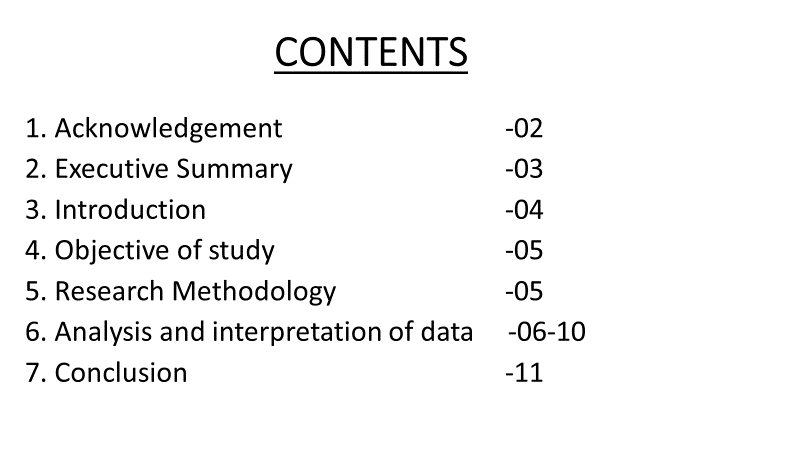 CONTENTS
1. Acknowledgement -02
2. Executive Summary -03
3. Introduction -04
4. Objective of study -05
5. Research Methodology -05
6. Analysis and interpretation of data -06-10
7. Conclusion -11